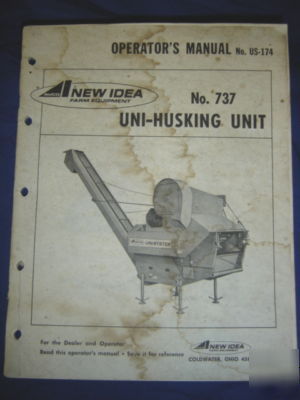 OPERATOR'S MANUAL No. US-174
NEW IDEA
FARM EQUIPMENT
No. 737
UNI-HUSKING UNIT
UNI-SYSTEM
For the Dealer and Operator
Read this operator's manual • Save it for reference
NEW IDEA
COLDWATER, OHIO